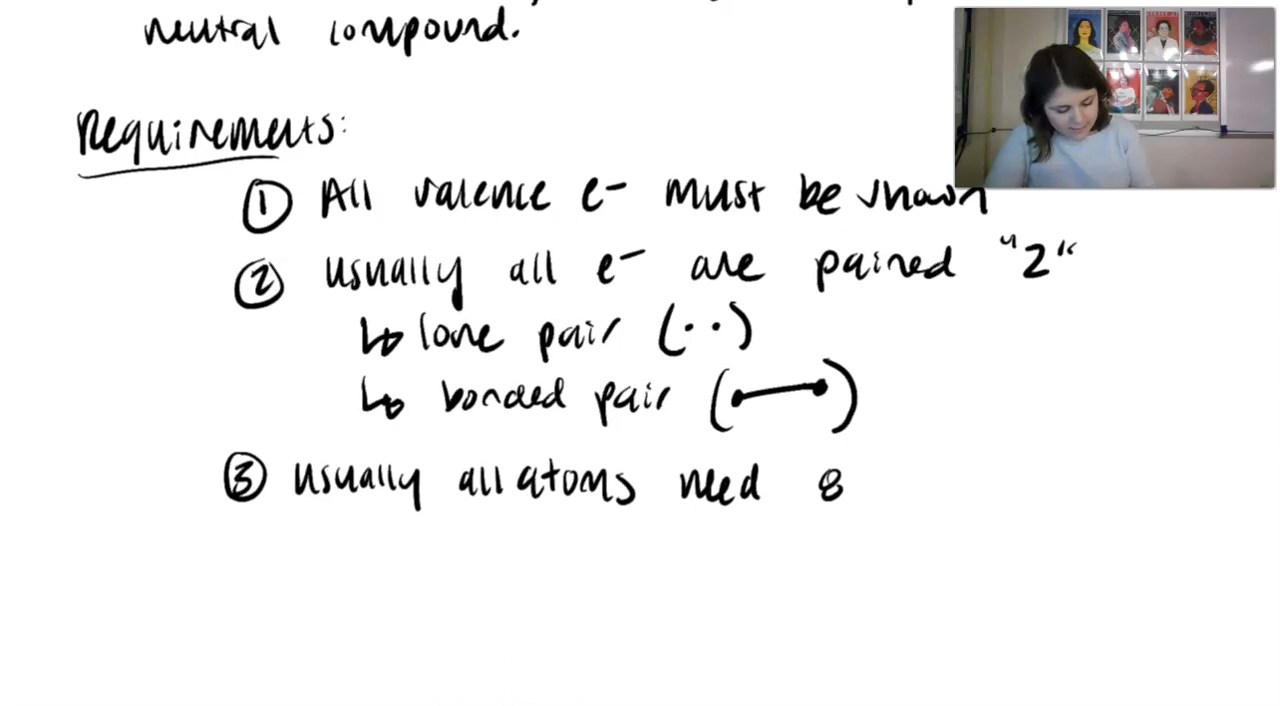 neutral compound.
Requirements:
① All valence e- must be shown
② usually all e- are paired "2"
↳ lone pair (··)
↳ bonded pair (•—•)
③ usually all atoms need 8